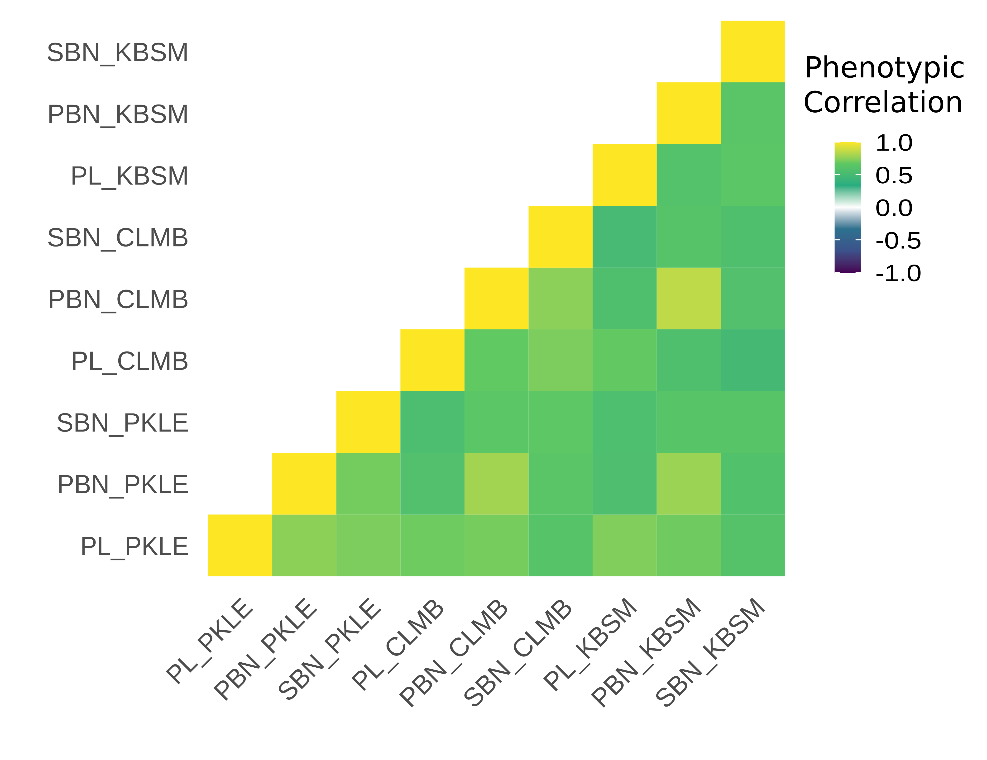 SBN_KBSM
PBN_KBSM
PL_KBSM
SBN_CLMB
PBN_CLMB
PL_CLMB
SBN_PKLE
PBN_PKLE
PL_PKLE
PL_PKLE
PBN_PKLE
SBN_PKLE
PL_CLMB
PBN_CLMB
SBN_CLMB
PL_KBSM
PBN_KBSM
SBN_KBSM
Phenotypic
Correlation
1.0
0.5
0.0
-0.5
-1.0